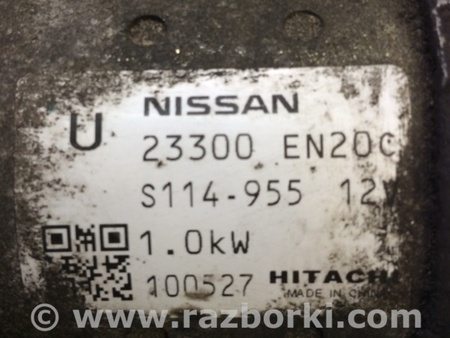 NISSAN
U
23300 EN20C
S114-955 12V
1.0kW
100527 HITACHI
MADE IN CHINA
© www.razborki.com